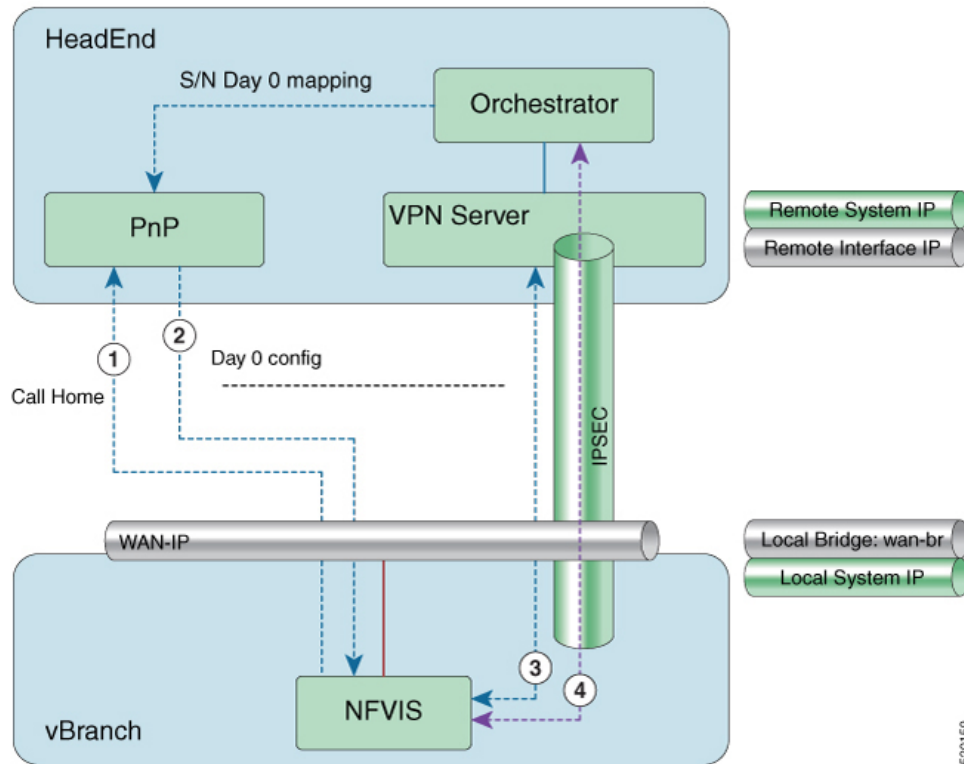 HeadEnd
S/N Day 0 mapping
Orchestrator
PnP
VPN Server
Remote System IP
Remote Interface IP
1
2
Day 0 config
Call Home
IPSEC
WAN-IP
Local Bridge: wan-br
Local System IP
3
4
NFVIS
vBranch